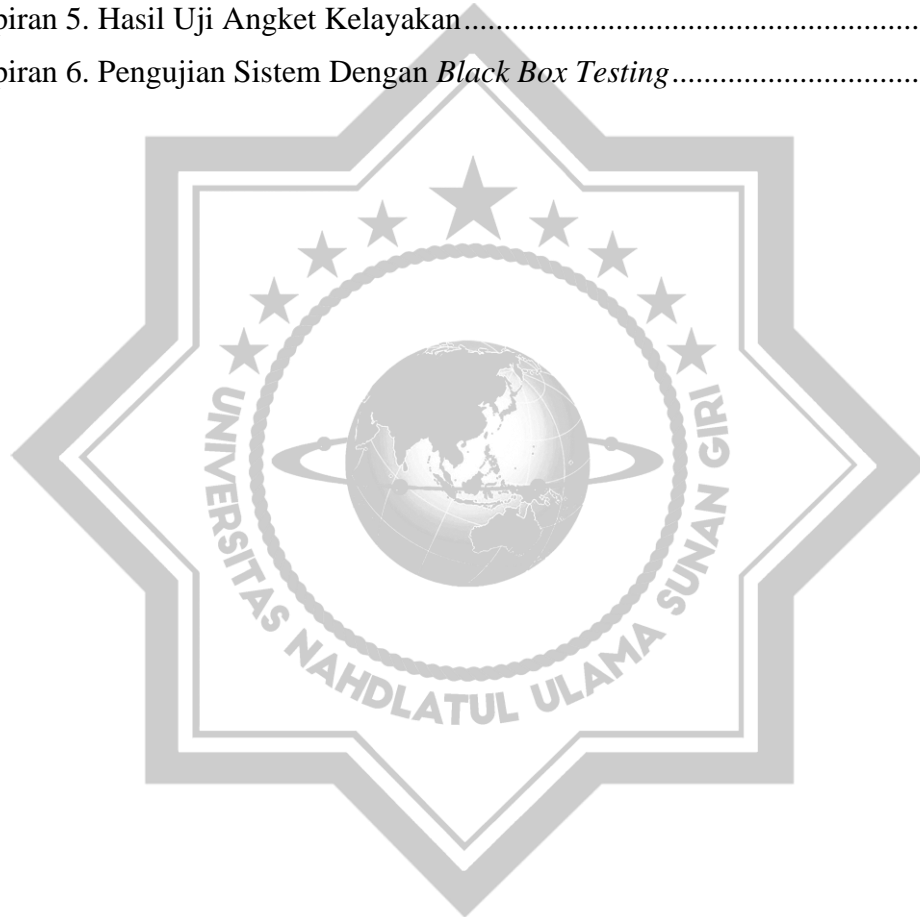 piran 5. Hasil Uji Angket Kelayakan.......................................................
piran 6. Pengujian Sistem Dengan Black Box Testing..............................
UNIVERSITAS NAHDLATUL ULAMA SUNAN GIRI